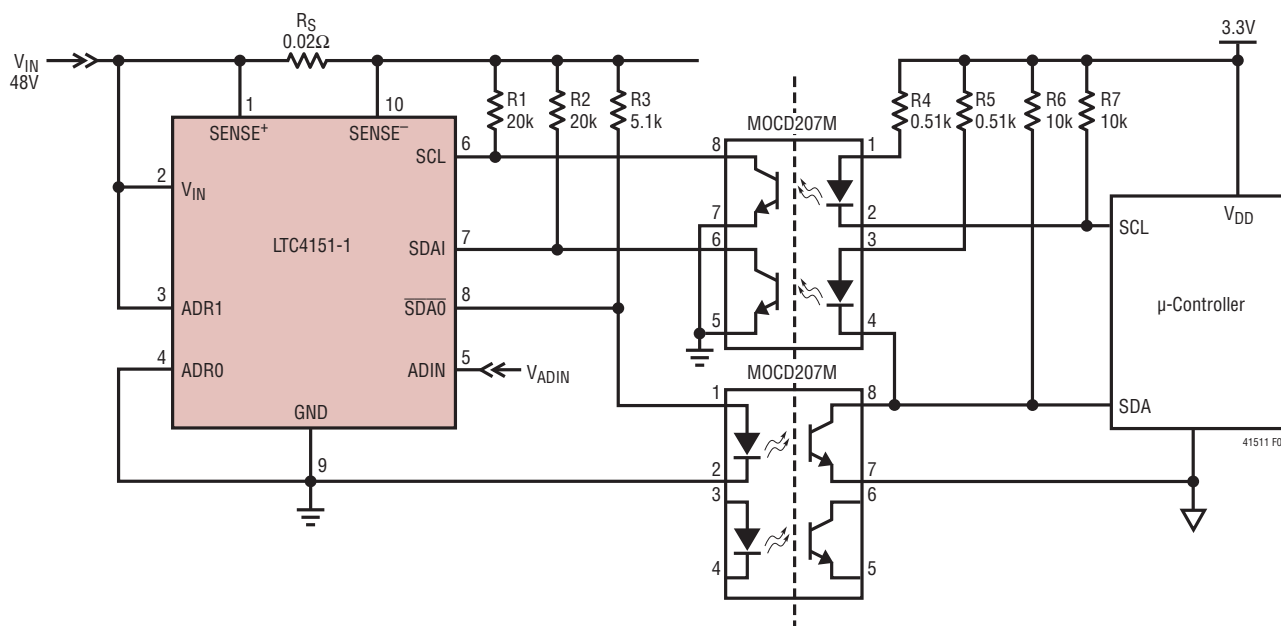 RS
0.02Ω
VIN
48V
3.3V
1
10
SENSE+
SENSE−
R1
20k
R2
20k
R3
5.1k
R4
0.51k
R5
0.51k
R6
10k
R7
10k
MOCD207M
6
SCL
8
1
2
VIN
7
2
SCL
VDD
LTC4151-1
7
SDAI
6
3
3
ADR1
8
SDA0
5
4
µ-Controller
4
ADR0
5
ADIN
VADIN
MOCD207M
GND
1
8
SDA
41511 F0
9
2
7
3
6
4
5